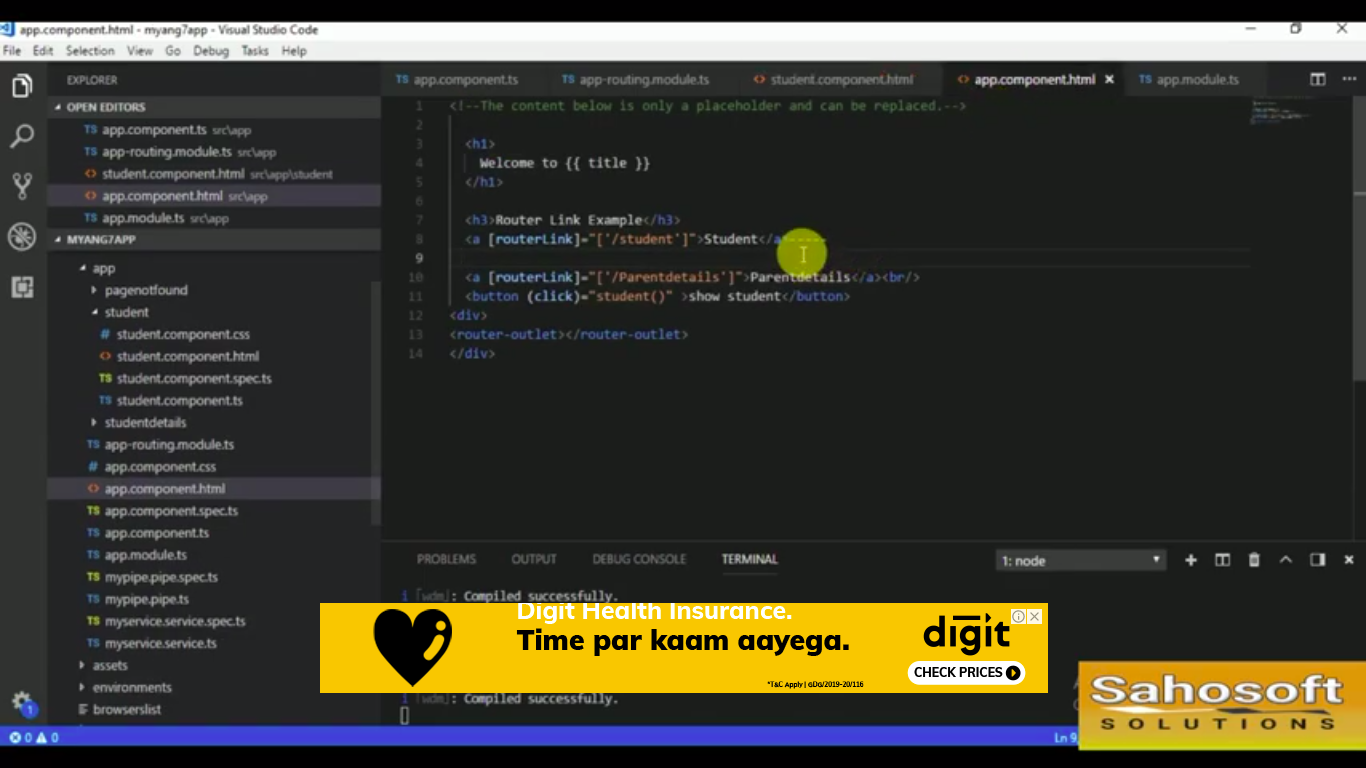 app.component.html - myang7app - Visual Studio Code
File Edit Selection View Go Debug Tasks Help
EXPLORER
OPEN EDITORS
TS app.component.ts src\app
TS app-routing.module.ts src\app
<> student.component.html src\app\student
<> app.component.html src\app
TS app.module.ts src\app
MYANG7APP
app
pagenotfound
student
# student.component.css
<> student.component.html
TS student.component.spec.ts
TS student.component.ts
studentdetails
TS app-routing.module.ts
# app.component.css
<> app.component.html
TS app.component.spec.ts
TS app.component.ts
TS app.module.ts
TS mypipe.pipe.spec.ts
TS mypipe.pipe.ts
TS myservice.service.spec.ts
TS myservice.service.ts
assets
environments
browserslist
TS app.component.ts TS app-routing.module.ts <> student.component.html <> app.component.html × TS app.module.ts
1 <!--The content below is only a placeholder and can be replaced.-->
2
3 <h1>
4 Welcome to {{ title }}
5 </h1>
6
7 <h3>Router Link Example</h3>
8 <a [routerLink]="['/student']">Student</a
9
10 <a [routerLink]="['/Parentdetails']">Parentdetails</a><br/>
11 <button (click)="student()" >show student</button>
12 <div>
13 <router-outlet></router-outlet>
14 </div>
PROBLEMS OUTPUT DEBUG CONSOLE TERMINAL 1: node
i ｢wdm｣: Compiled successfully.
Digit Health Insurance.
Time par kaam aayega.
digit
CHECK PRICES
*T&C Apply | GDG/2019-20/116
i ｢wdm｣: Compiled successfully.
Sahosoft
SOLUTIONS
1
0 0
Ln 9,